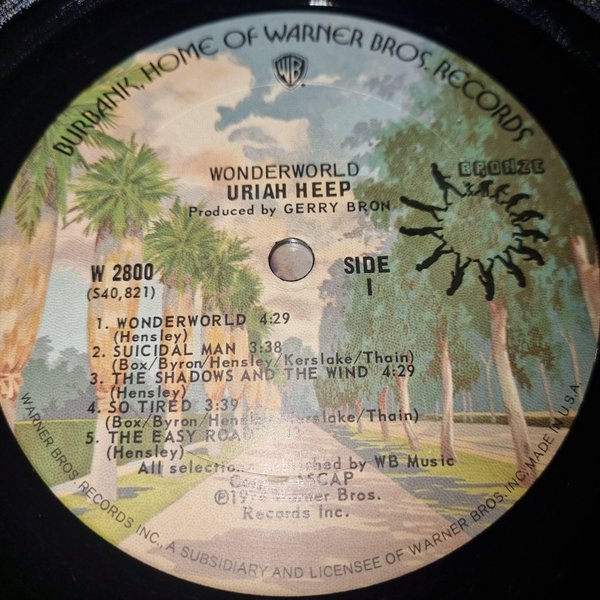 BURBANK, HOME OF WARNER BROS. RECORDS
WB
BRONZE
WONDERWORLD
URIAH HEEP
Produced by GERRY BRON
W 2800
(S40,821)
SIDE
1
1. WONDERWORLD 4:29
(Hensley)
2. SUICIDAL MAN 3:38
(Box/Byron/Hensley/Kerslake/Thain)
3. THE SHADOWS AND THE WIND 4:29
(Hensley)
4. SO TIRED 3:39
(Box/Byron/Hensley/Kerslake/Thain)
5. THE EASY ROAD
(Hensley)
All selections published by WB Music
Corp. ASCAP
Ⓟ Warner Bros.
Records Inc.
WARNER BROS. RECORDS INC., A SUBSIDIARY AND LICENSEE OF WARNER BROS. INC. MADE IN U.S.A.